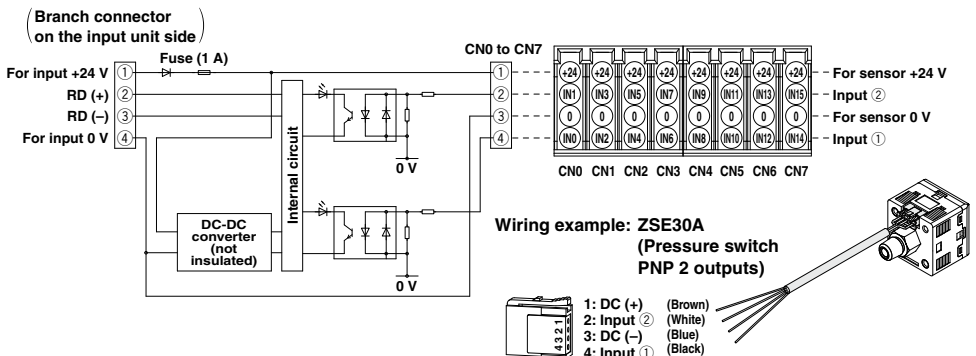 (Branch connector
on the input unit side)
Fuse (1 A)
For input +24 V ①
RD (+) ②
RD (–) ③
For input 0 V ④
Internal circuit
DC-DC
converter
(not
insulated)
0 V
0 V
CN0 to CN7
①
②
③
④
+24 +24 +24 +24 +24 +24 +24 +24 For sensor +24 V
IN1 IN3 IN5 IN7 IN9 IN11 IN13 IN15 Input ②
0 0 0 0 0 0 0 0 For sensor 0 V
IN0 IN2 IN4 IN6 IN8 IN10 IN12 IN14 Input ①
CN0 CN1 CN2 CN3 CN4 CN5 CN6 CN7
Wiring example: ZSE30A
(Pressure switch
PNP 2 outputs)
4 3 2 1
1: DC (+) (Brown)
2: Input ② (White)
3: DC (–) (Blue)
4: Input ① (Black)